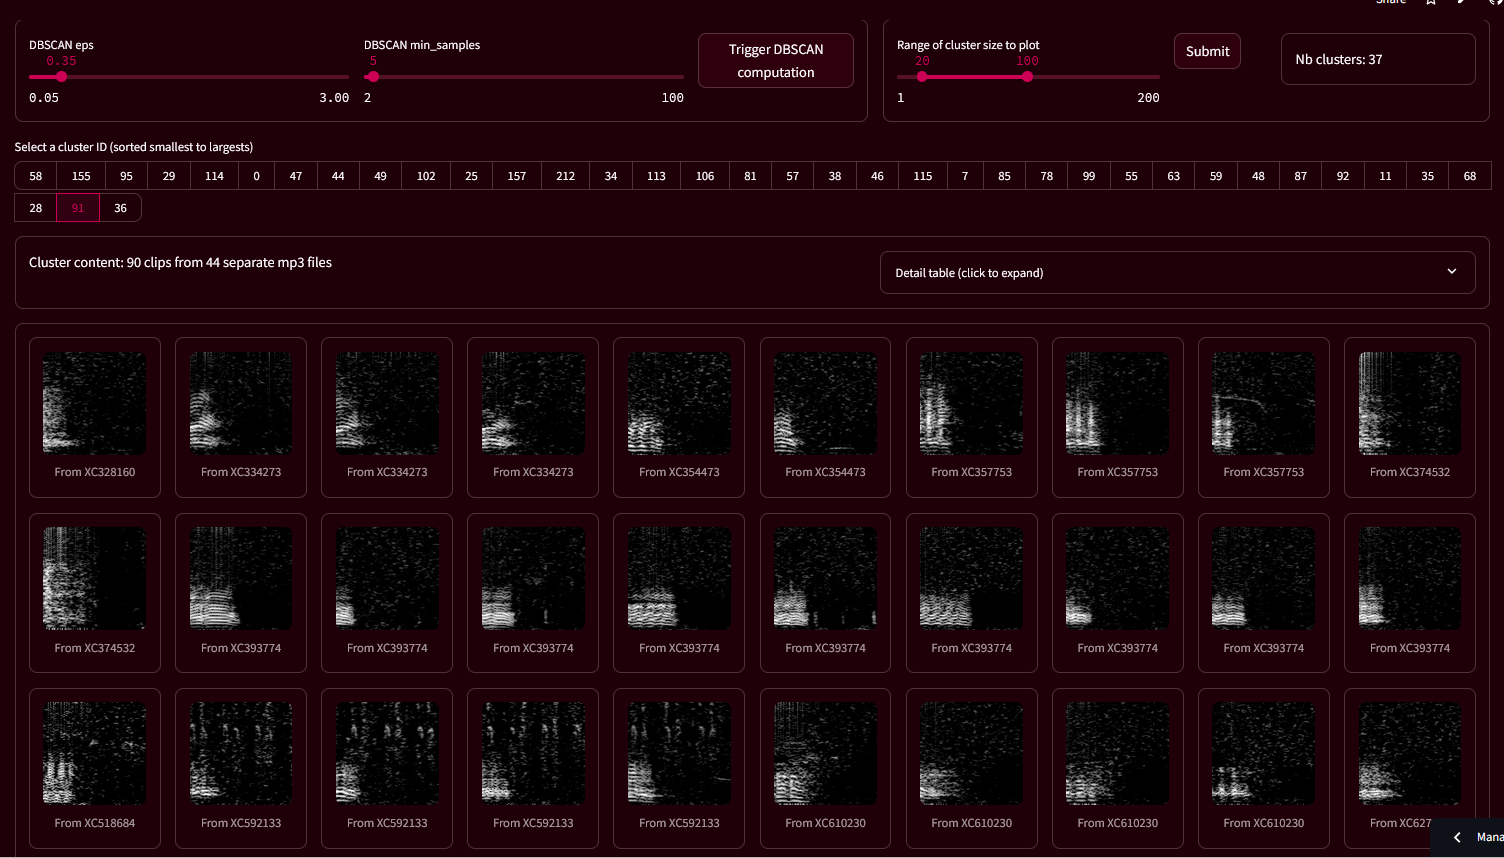 Share
DBSCAN eps
0.35
0.05 3.00
DBSCAN min_samples
5
2 100
Trigger DBSCAN
computation
Range of cluster size to plot
20 100
1 200
Submit
Nb clusters: 37
Select a cluster ID (sorted smallest to largests)
58 155 95 29 114 0 47 44 49 102 25 157 212 34 113 106 81 57 38 46 115 7 85 78 99 55 63 59 48 87 92 11 35 68
28 91 36
Cluster content: 90 clips from 44 separate mp3 files
Detail table (click to expand)
From XC328160 From XC334273 From XC334273 From XC334273 From XC354473 From XC354473 From XC357753 From XC357753 From XC357753 From XC374532
From XC374532 From XC393774 From XC393774 From XC393774 From XC393774 From XC393774 From XC393774 From XC393774 From XC393774 From XC393774
From XC518684 From XC592133 From XC592133 From XC592133 From XC592133 From XC610230 From XC610230 From XC610230 From XC610230 From XC627
Mana